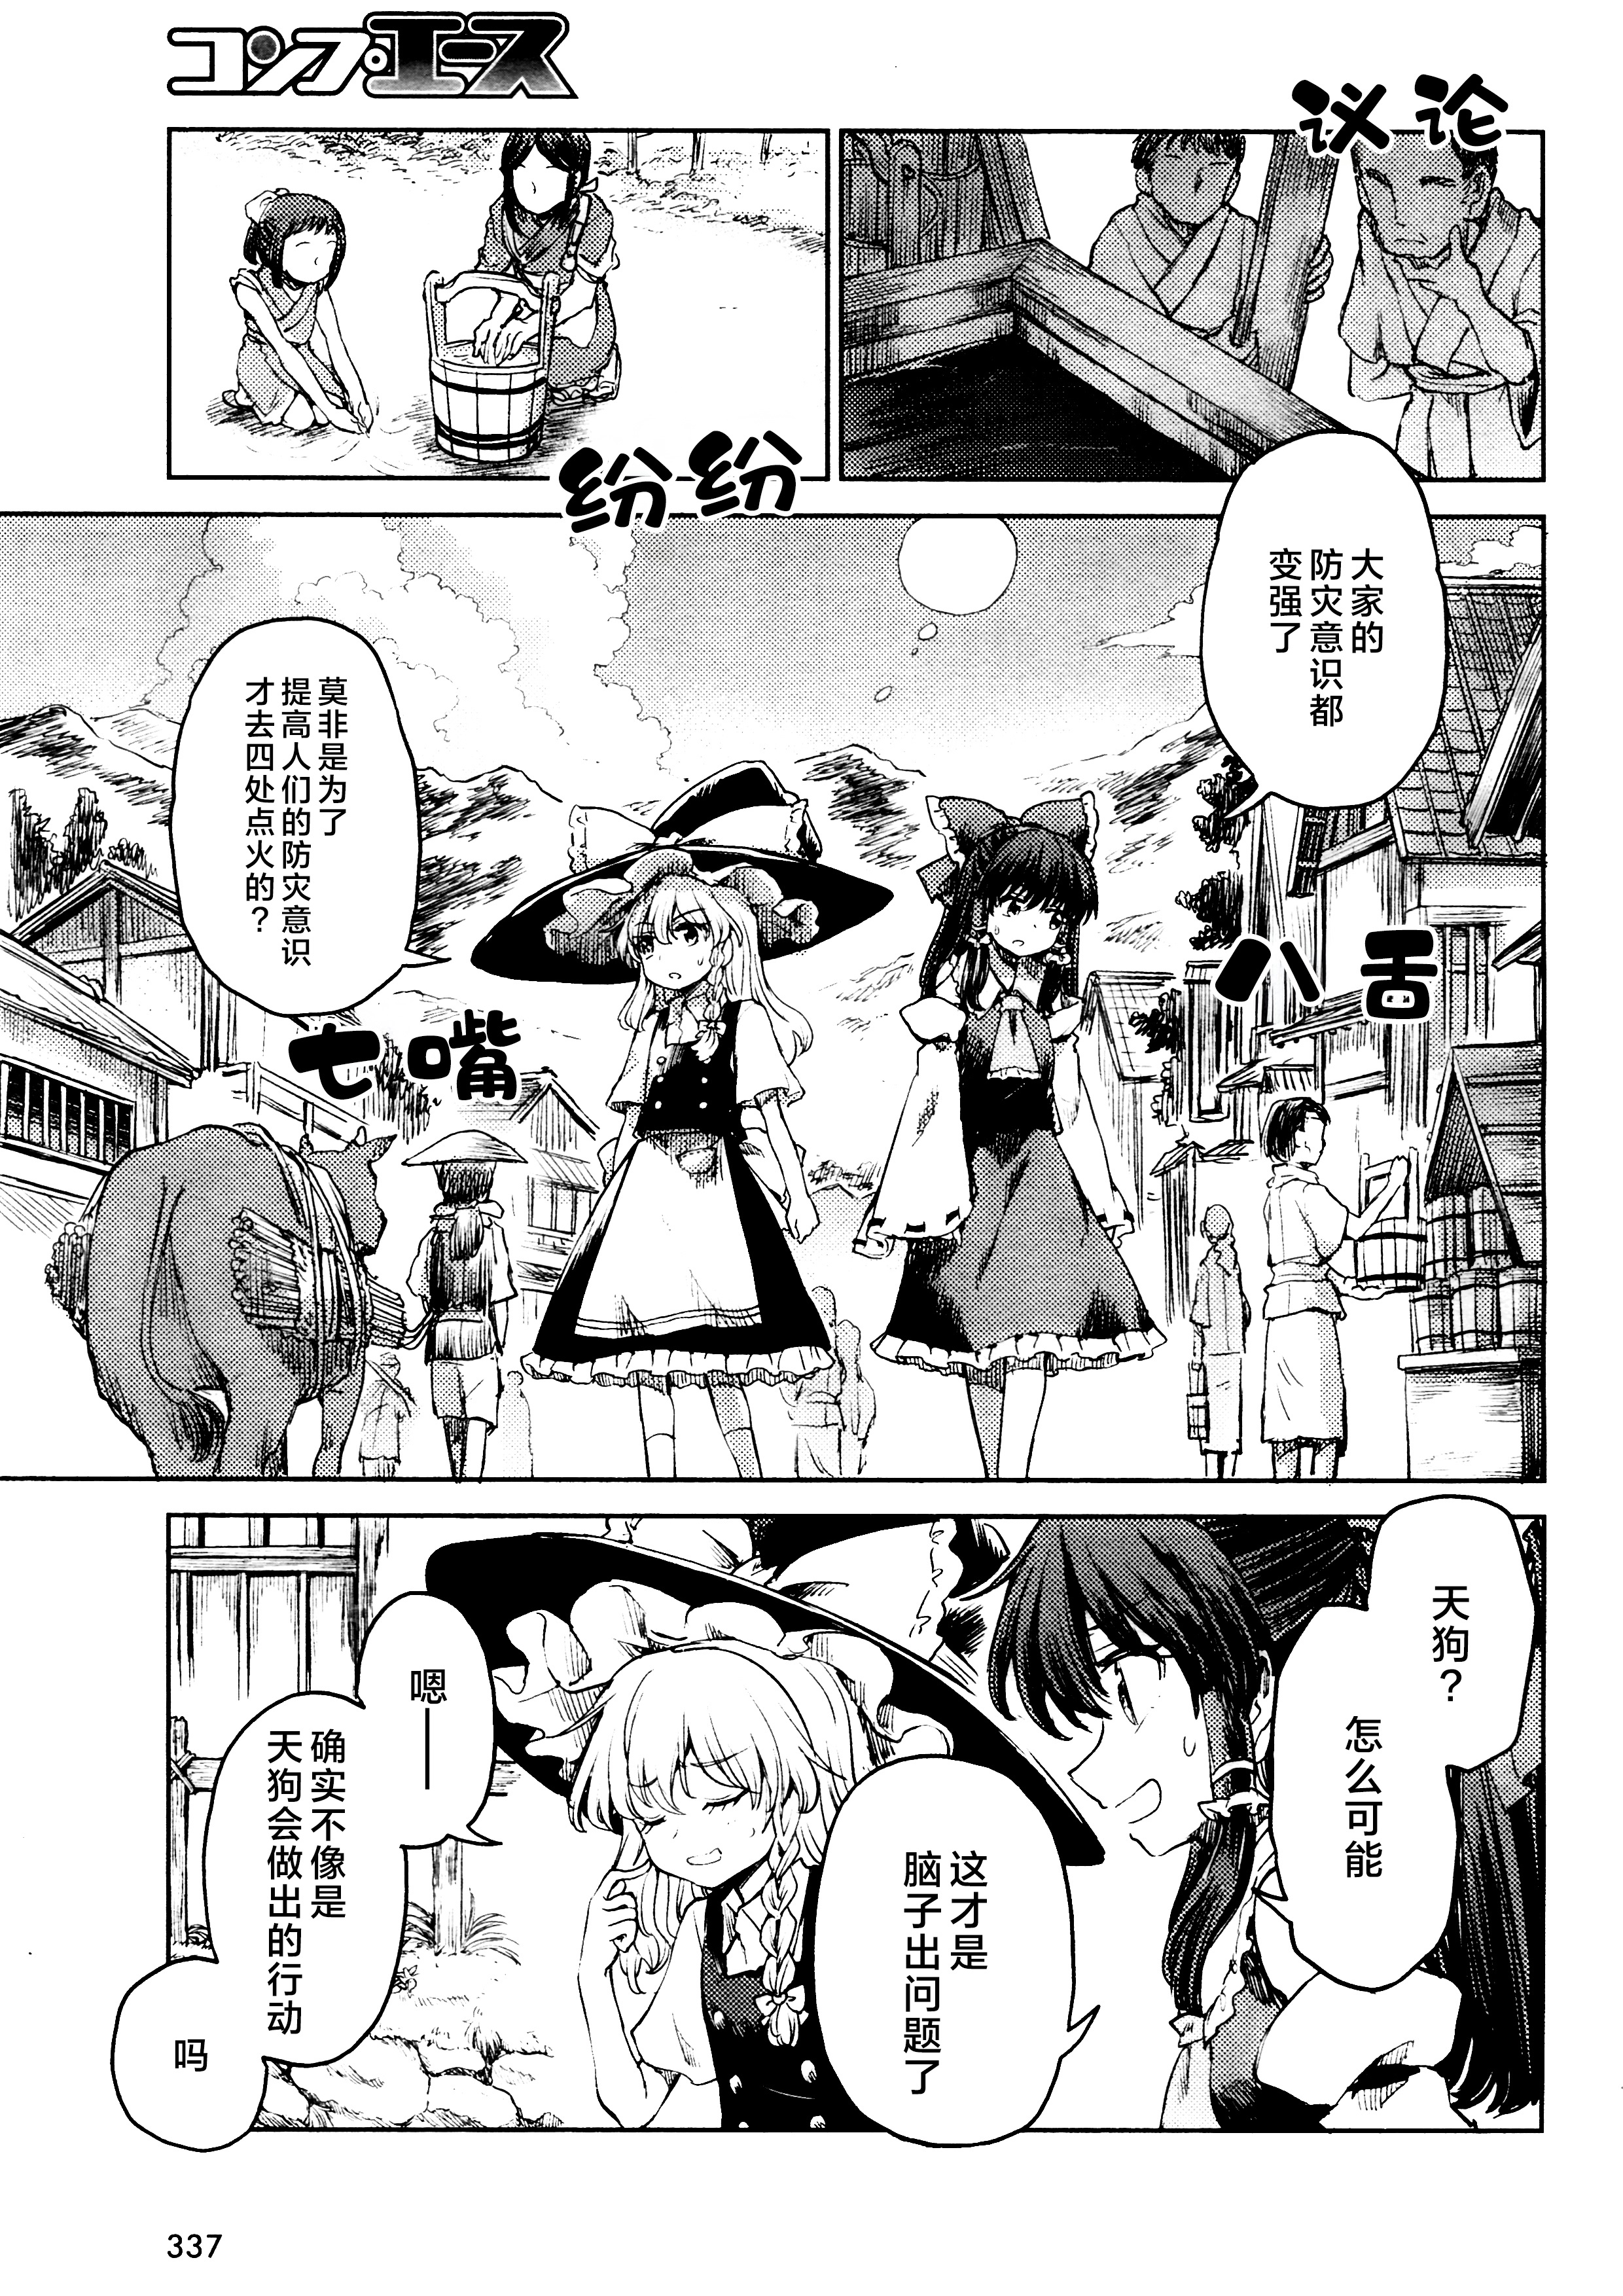 コンプエース
议论
纷纷
大家的
防灾意识都
变强了
莫非是为了
提高人们的防灾意识
才去四处点火的?
八舌
七嘴
天狗?
怎么可能
这才是
脑子出问题了
嗯——
确实不像是
天狗会做出的行动
吗
337